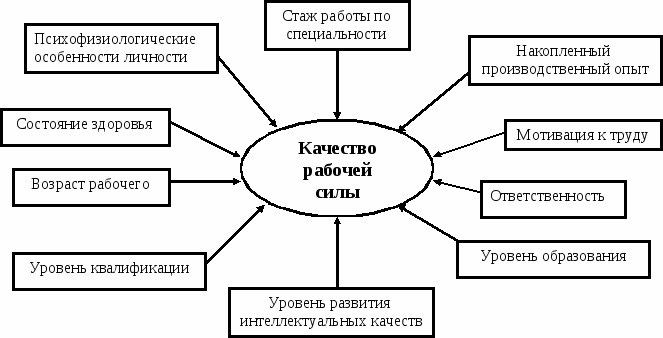 Стаж работы по
специальности
Психофизиологические
особенности личности
Накопленный
производственный опыт
Состояние здоровья
Мотивация к труду
Качество
рабочей
силы
Возраст рабочего
Ответственность
Уровень квалификации
Уровень образования
Уровень развития
интеллектуальных качеств